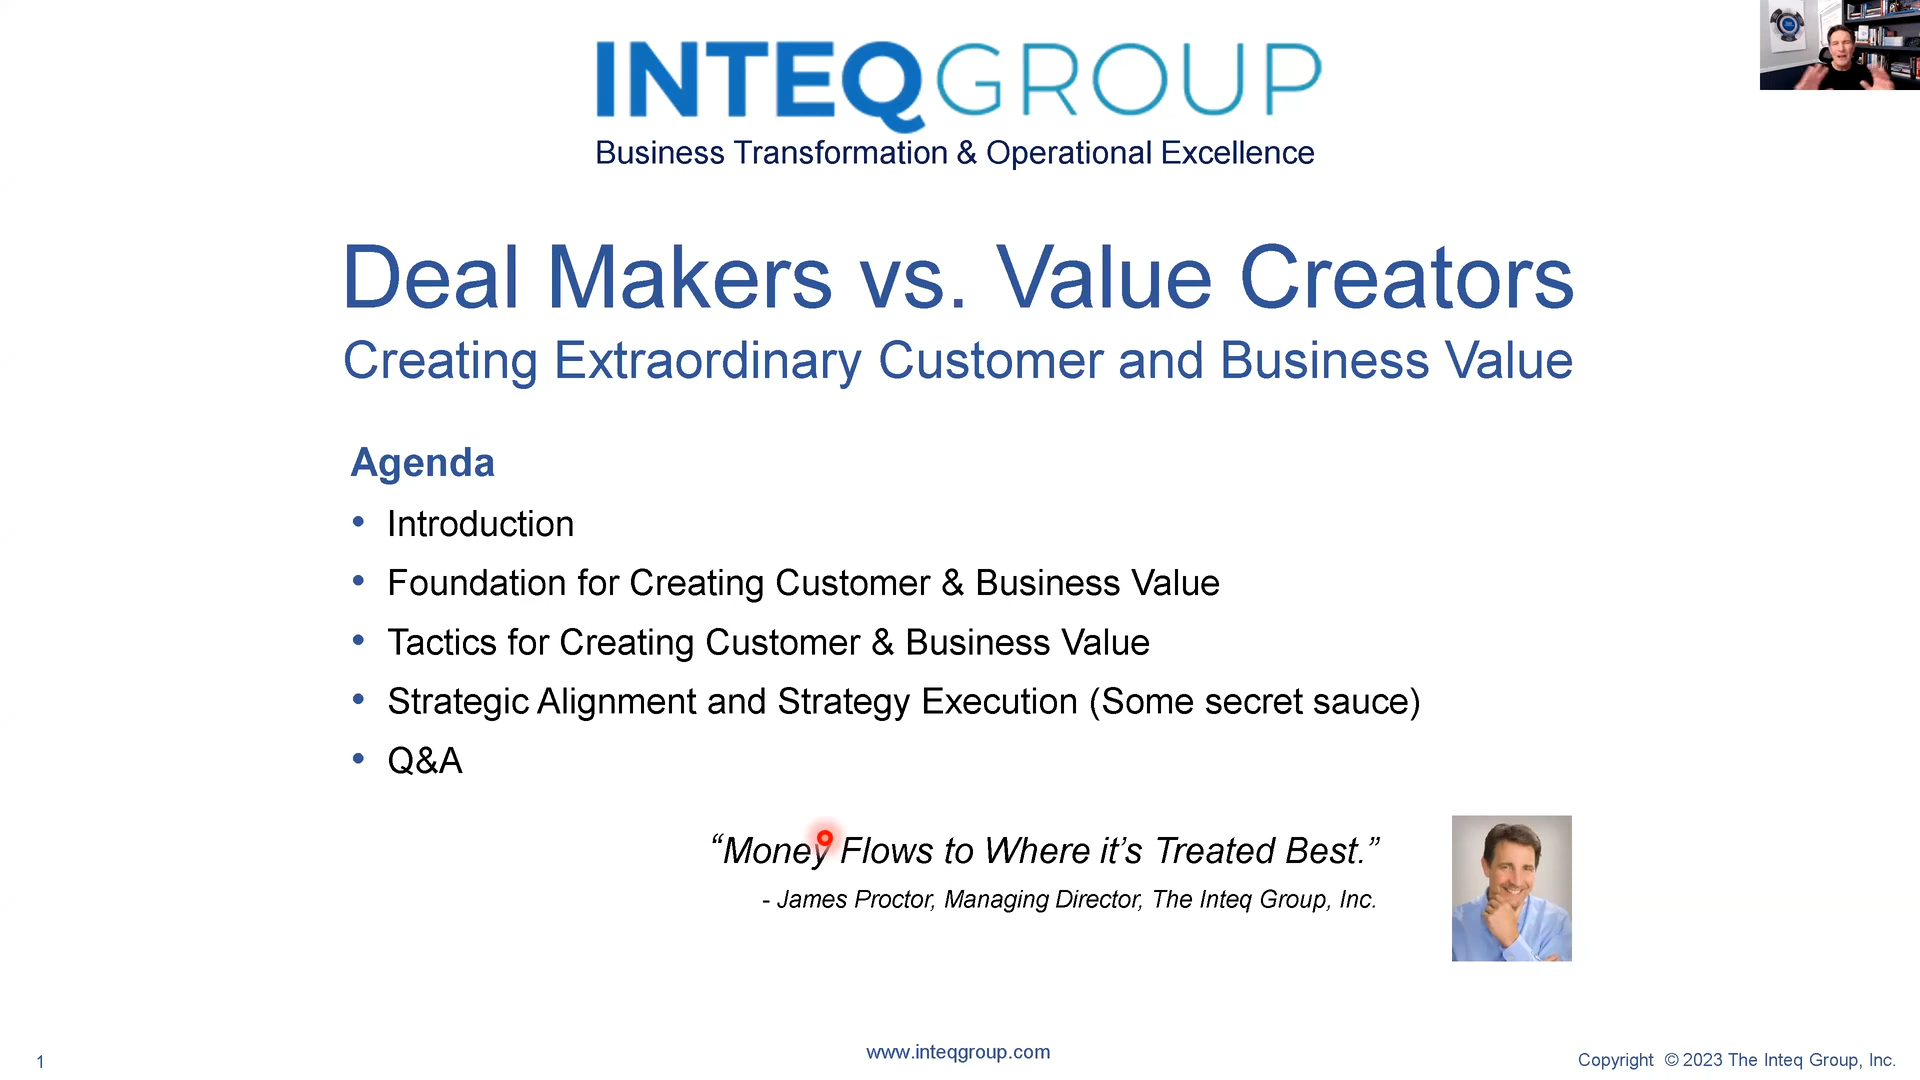 INTEQGROUP
Business Transformation & Operational Excellence
Deal Makers vs. Value Creators
Creating Extraordinary Customer and Business Value
Agenda
• Introduction
• Foundation for Creating Customer & Business Value
• Tactics for Creating Customer & Business Value
• Strategic Alignment and Strategy Execution (Some secret sauce)
• Q&A
“Money Flows to Where it’s Treated Best.”
- James Proctor, Managing Director, The Inteq Group, Inc.
1
www.inteqgroup.com
Copyright © 2023 The Inteq Group, Inc.